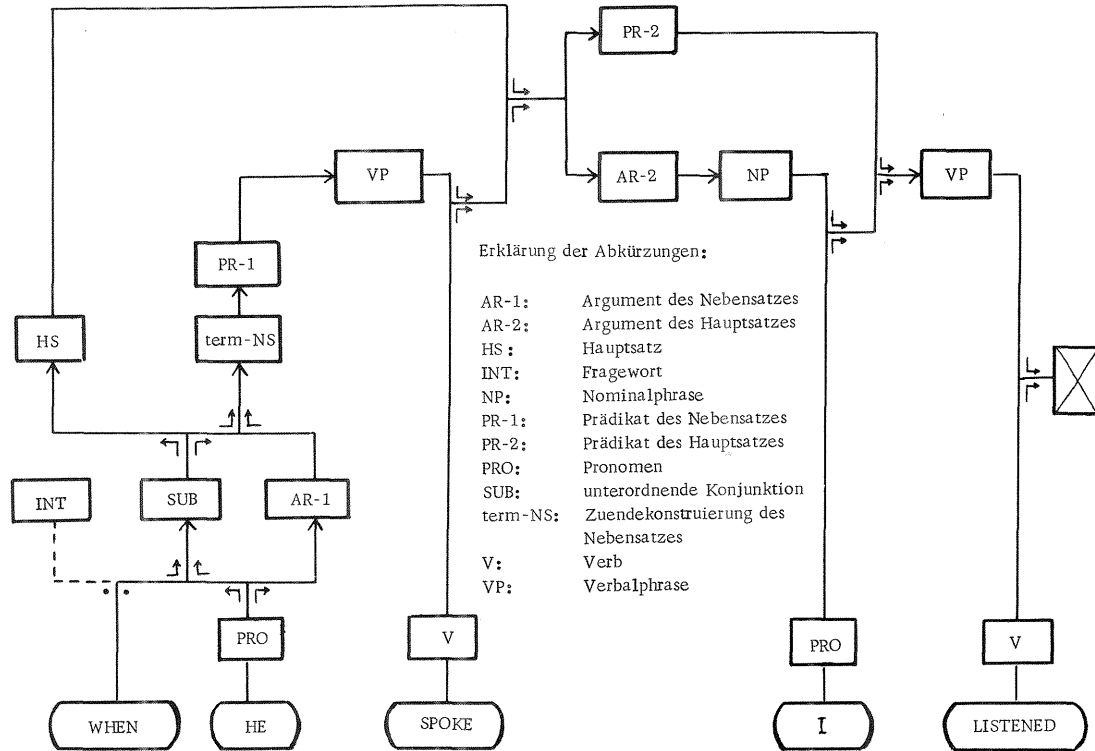 PR-2
VP
AR-2
NP
VP
PR-1
Erklärung der Abkürzungen:
AR-1: Argument des Nebensatzes
AR-2: Argument des Hauptsatzes
HS: Hauptsatz
INT: Fragewort
NP: Nominalphrase
PR-1: Prädikat des Nebensatzes
PR-2: Prädikat des Hauptsatzes
PRO: Pronomen
SUB: unterordnende Konjunktion
term-NS: Zuendekonstruierung des
Nebensatzes
V: Verb
VP: Verbalphrase
HS
term-NS
INT
SUB
AR-1
PRO
V
PRO
V
WHEN
HE
SPOKE
I
LISTENED